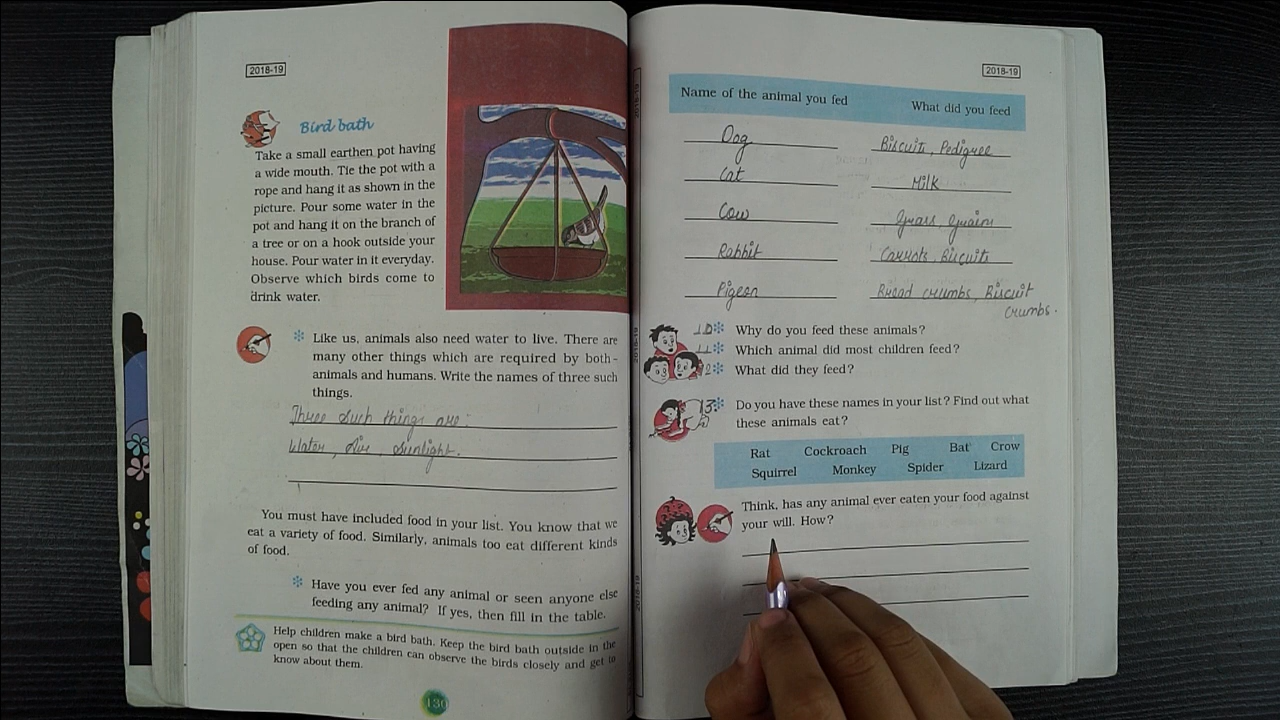 2018-19
Bird bath
Take a small earthen pot having
a wide mouth. Tie the pot with a
rope and hang it as shown in the
picture. Pour some water in the
pot and hang it on the branch of
a tree or on a hook outside your
house. Pour water in it everyday.
Observe which birds come to
drink water.
Like us, animals also need water to live. There are
many other things which are required by both-
animals and humans. Write the names of three such
things.
Three such things are:
Water, Air, Sunlight.
You must have included food in your list. You know that we
eat a variety of food. Similarly, animals too eat different kinds
of food.
Have you ever fed any animal or seen anyone else
feeding any animal? If yes, then fill in the table.
Help children make a bird bath. Keep the bird bath outside in the
open so that the children can observe the birds closely and get to
know about them.
130
2018-19
Name of the animal you fed What did you feed
Dog Biscuits, Pedigree
Cat Milk
Cow Grass, Grain
Rabbit Carrots, Biscuits
Pigeon Bread crumbs, Biscuit
crumbs.
10 Why do you feed these animals?
11 Which animal did most children feed?
12 What did they feed?
13. Do you have these names in your list? Find out what
these animals eat?
Rat Cockroach Pig Bat Crow
Squirrel Monkey Spider Lizard
Think, has any animal ever eaten your food against
your will. How?